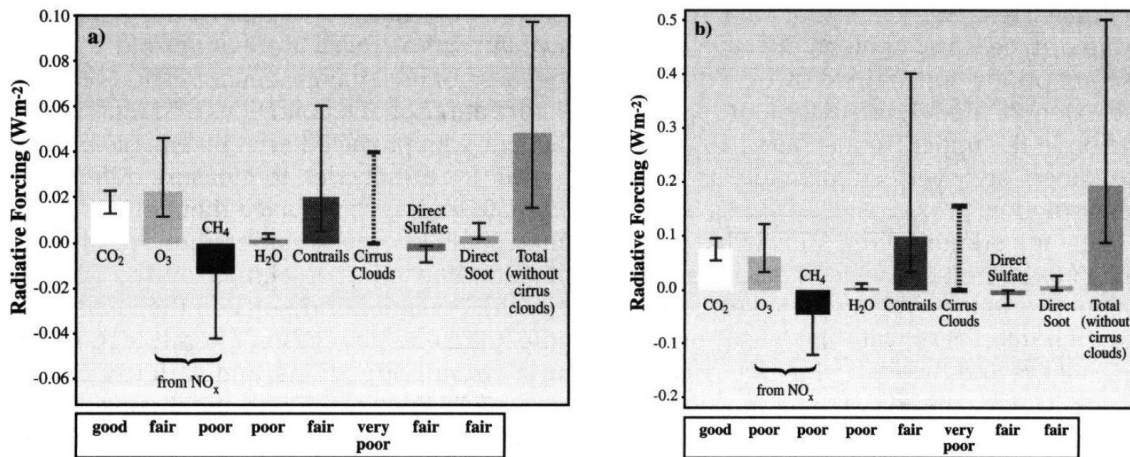 a)
Radiative Forcing (Wm-2)
0.10
0.08
0.06
0.04
0.02
0.00
-0.02
-0.04
-0.06
CO2
O3
CH4
H2O
Contrails
Cirrus
Clouds
Direct
Sulfate
Direct
Soot
Total
(without
cirrus
clouds)
from NOx
good fair poor poor fair very poor fair fair
b)
Radiative Forcing (Wm-2)
0.5
0.4
0.3
0.2
0.1
0.0
-0.1
-0.2
CO2
O3
CH4
H2O
Contrails
Cirrus
Clouds
Direct
Sulfate
Direct
Soot
Total
(without
cirrus
clouds)
from NOx
good poor poor poor fair very poor fair fair